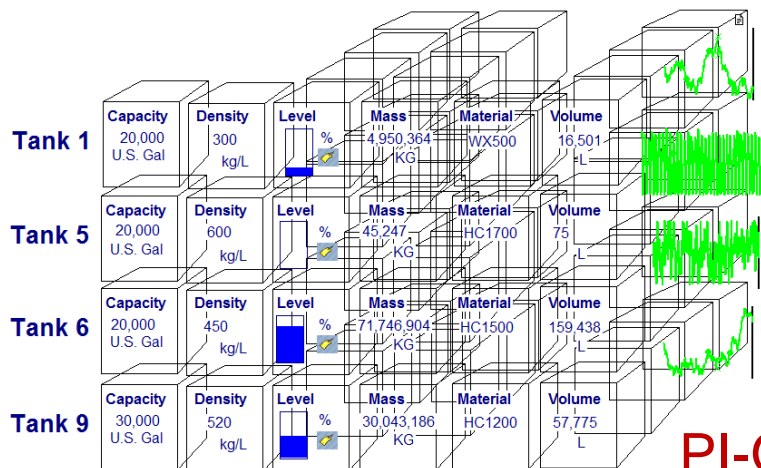 Capacity Density Level Mass Material Volume
Tank 1 20,000 U.S. Gal 300 kg/L % 4,950,364 KG WX500 16,501 L
Capacity Density Level Mass Material Volume
Tank 5 20,000 U.S. Gal 600 kg/L % 45,247 KG HC1700 75 L
Capacity Density Level Mass Material Volume
Tank 6 20,000 U.S. Gal 450 kg/L % 71,746,904 KG HC1500 159,438 L
Capacity Density Level Mass Material Volume
Tank 9 30,000 U.S. Gal 520 kg/L % 30,043,186 KG HC1200 57,775 L